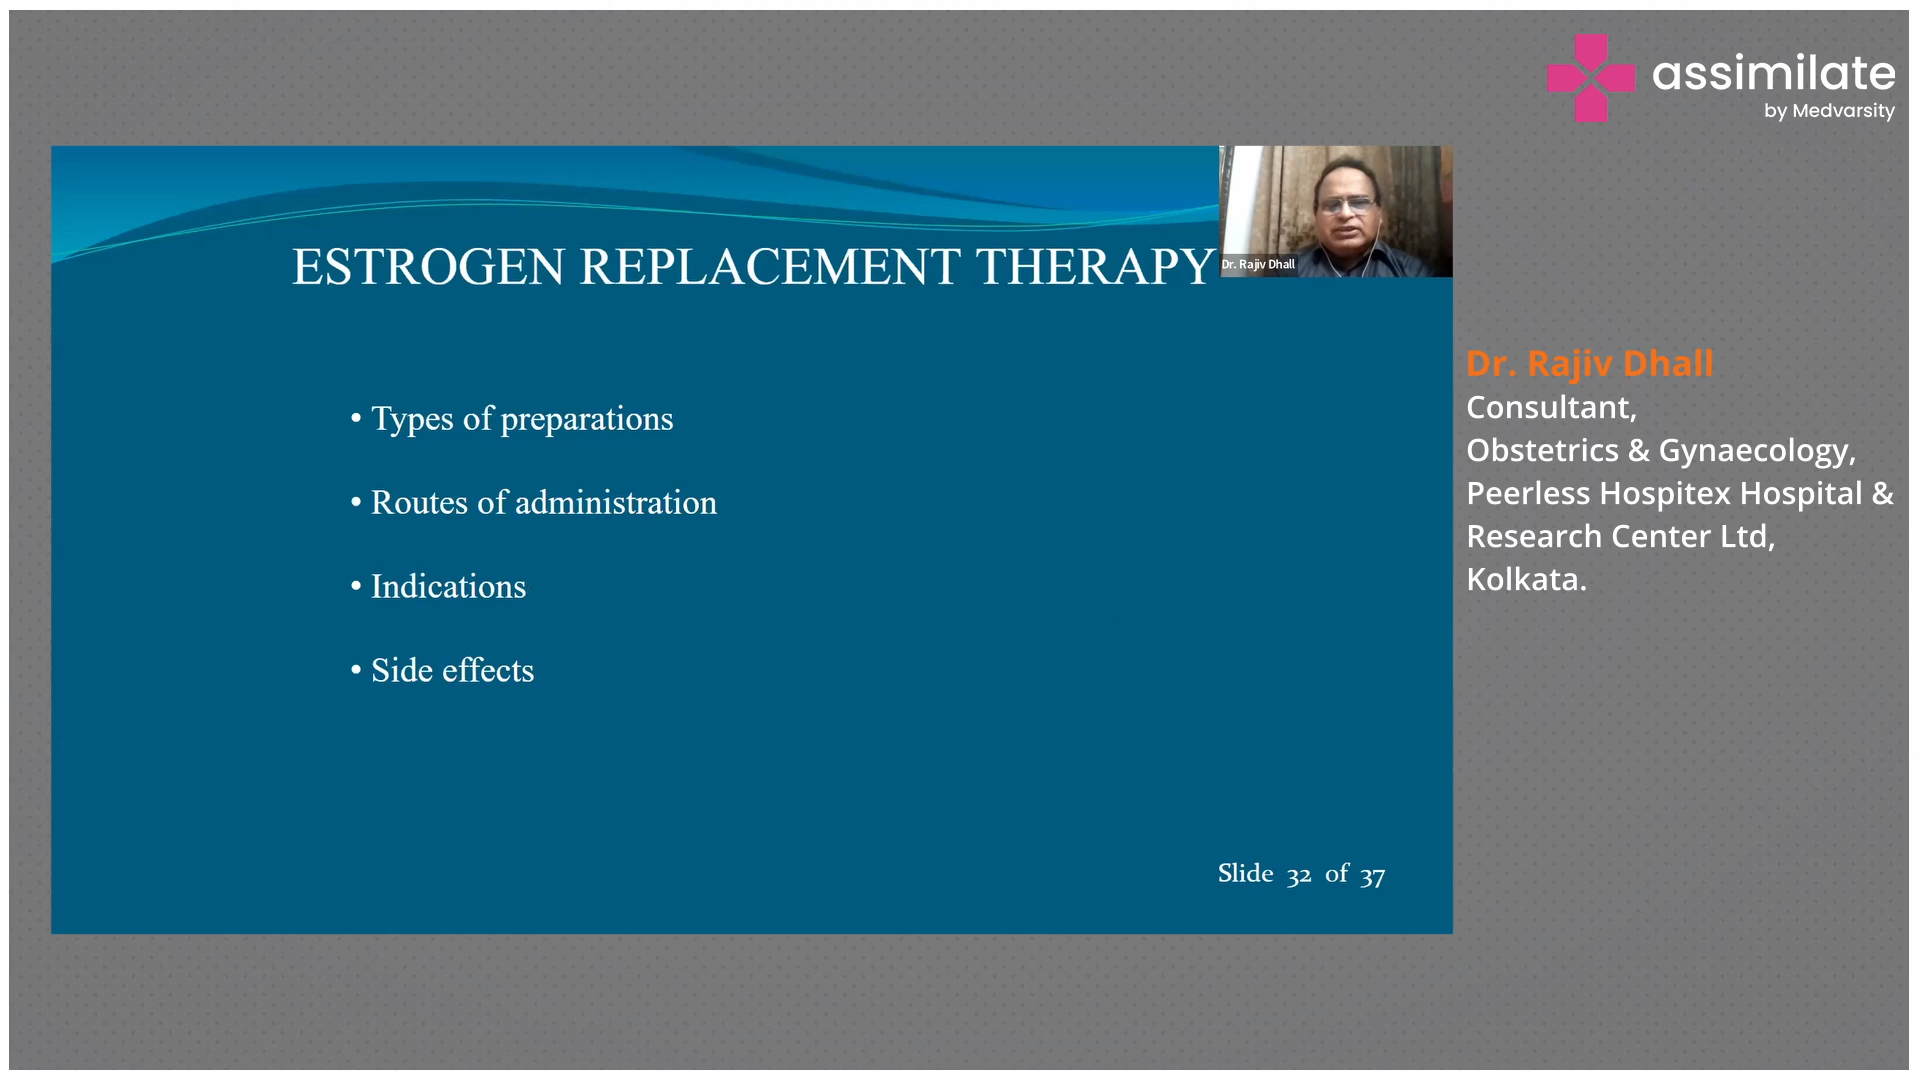 assimilate
by Medvarsity
ESTROGEN REPLACEMENT THERAPY
Dr. Rajiv Dhall
• Types of preparations
• Routes of administration
• Indications
• Side effects
Slide 32 of 37
Dr. Rajiv Dhall
Consultant,
Obstetrics & Gynaecology,
Peerless Hospitex Hospital &
Research Center Ltd,
Kolkata.